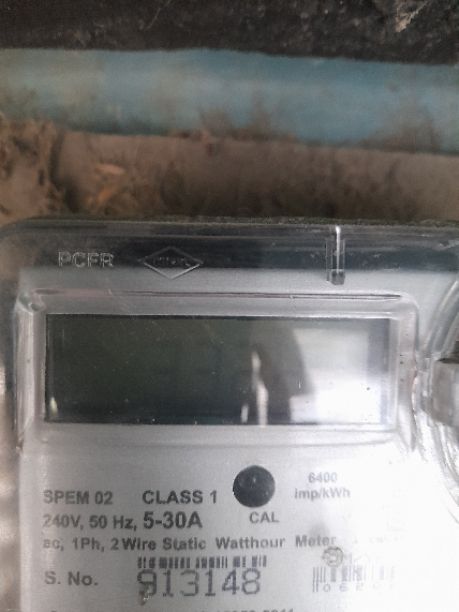 PCFR
SPEM 02 CLASS 1
6400
imp/kWh
240V, 50 Hz, 5-30A CAL
ac, 1Ph, 2 Wire Static Watthour Meter
S. No. 913148